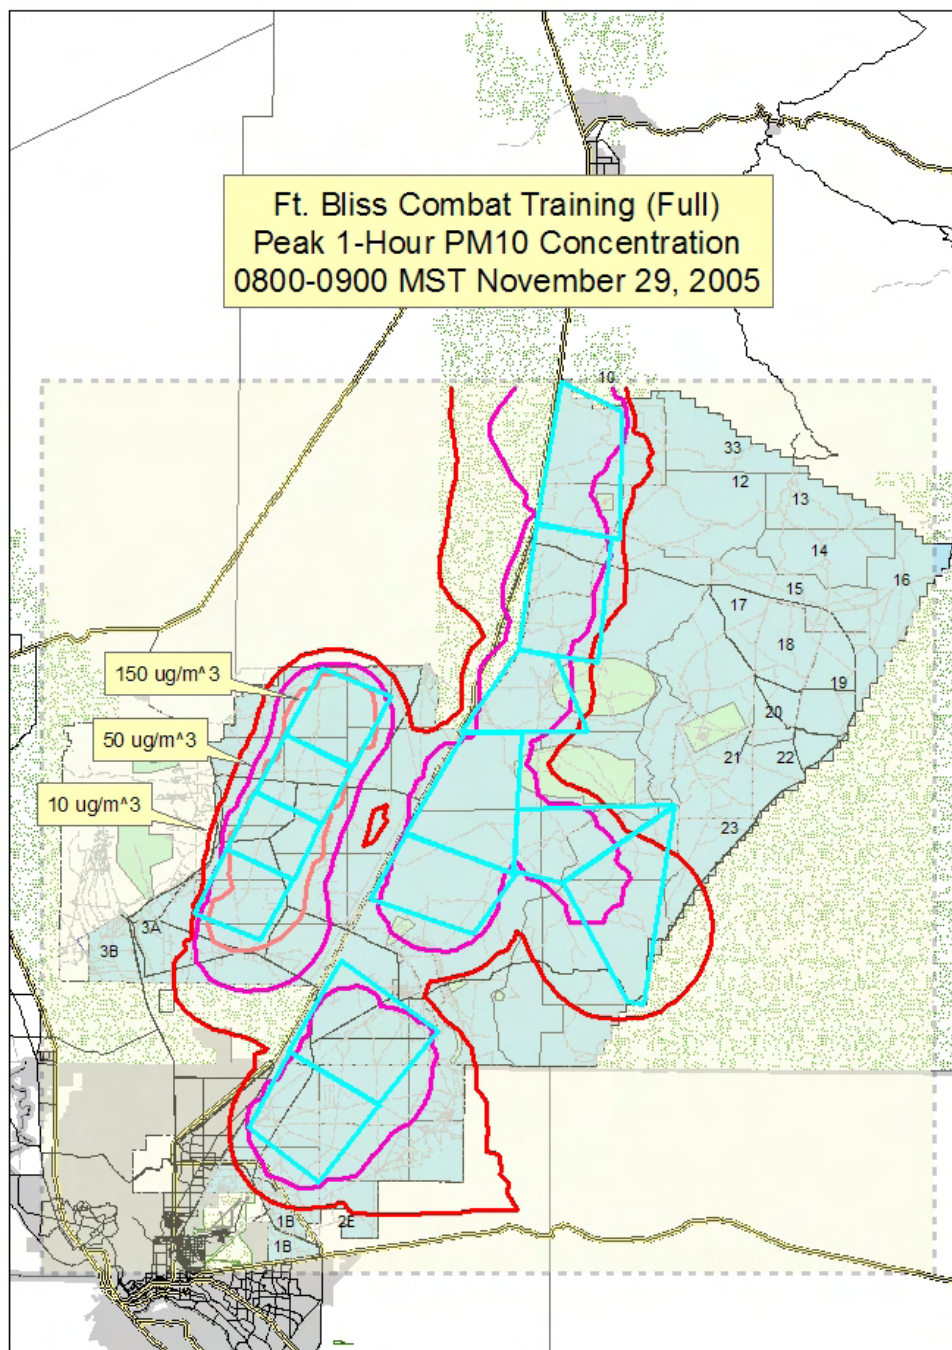 Ft. Bliss Combat Training (Full)
Peak 1-Hour PM10 Concentration
0800-0900 MST November 29, 2005
10
33
12
13
14
16
15
17
18
150 ug/m^3
19
20
50 ug/m^3
21
22
10 ug/m^3
23
3A
3B
1B
2E
1B